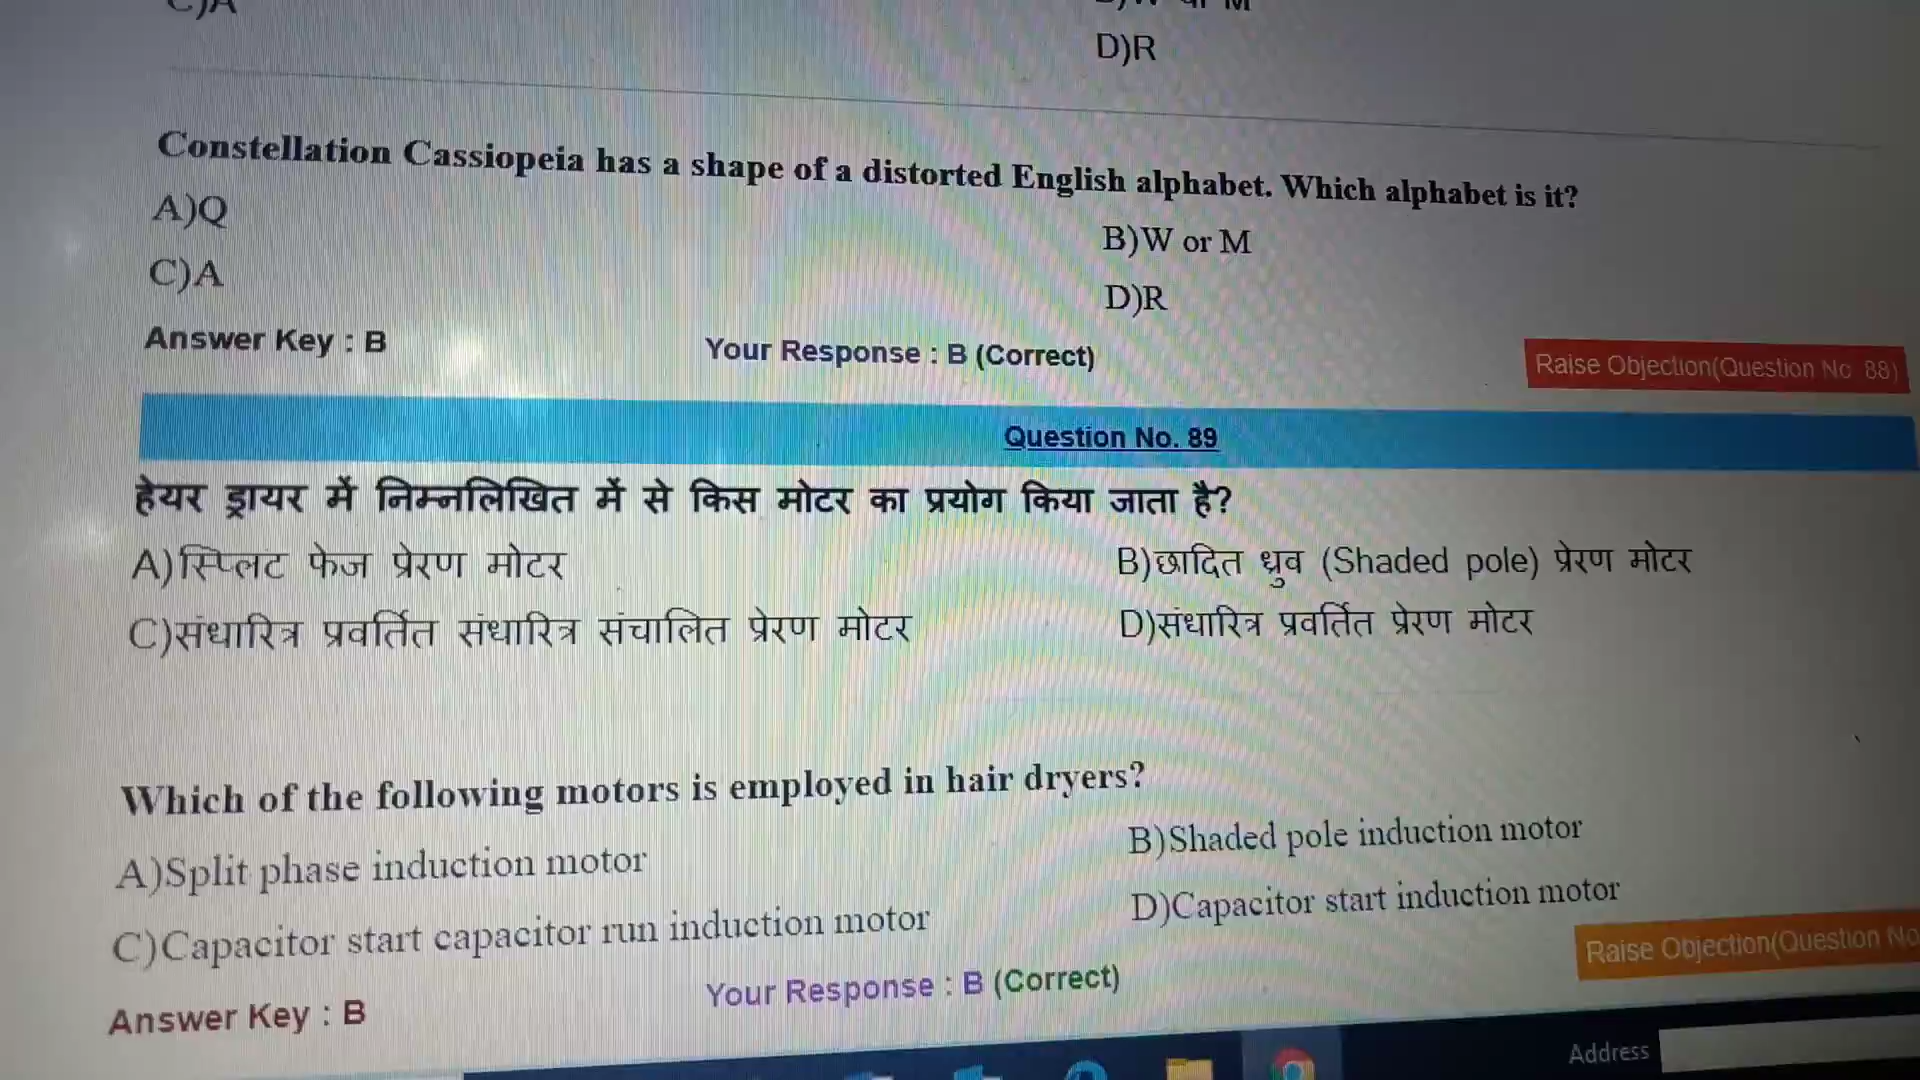 C)A
D)R
Constellation Cassiopeia has a shape of a distorted English alphabet. Which alphabet is it?
A)Q
B)W or M
C)A
D)R
Answer Key : B
Your Response : B (Correct)
Raise Objection(Question No 88)
Question No. 89
हेयर ड्रायर में निम्नलिखित में से किस मोटर का प्रयोग किया जाता है?
A)स्प्लिट फेज प्रेरण मोटर
B)छादित ध्रुव (Shaded pole) प्रेरण मोटर
C)संधारित्र प्रवर्तित संधारित्र संचालित प्रेरण मोटर
D)संधारित्र प्रवर्तित प्रेरण मोटर
Which of the following motors is employed in hair dryers?
A)Split phase induction motor
B)Shaded pole induction motor
C)Capacitor start capacitor run induction motor
D)Capacitor start induction motor
Raise Objection(Question No
Answer Key : B
Your Response : B (Correct)
Address